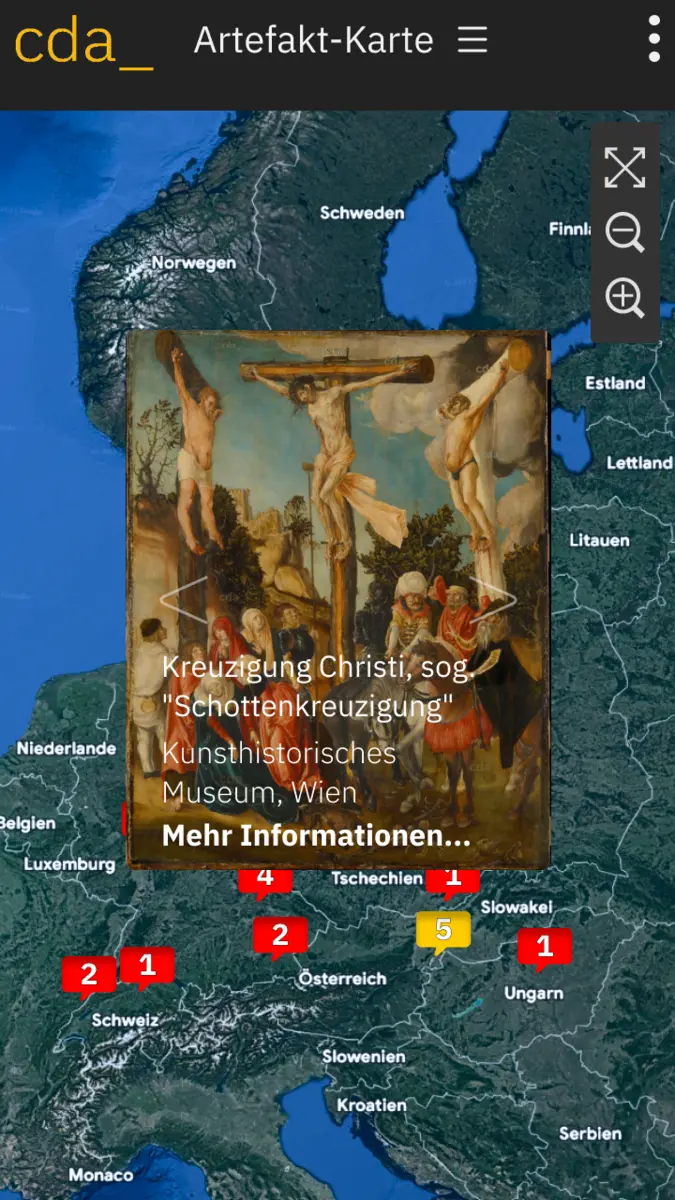 cda_
Artefakt-Karte
Schweden
Finnl
Norwegen
Estland
Lettland
Litauen
Kreuzigung Christi, sog.
"Schottenkreuzigung"
Niederlande
Kunsthistorisches
Museum, Wien
Belgien
Mehr Informationen...
Luxemburg
4
Tschechien
1
Slowakei
2
5
1
2
1
Österreich
Ungarn
Schweiz
Slowenien
Kroatien
Serbien
Monaco